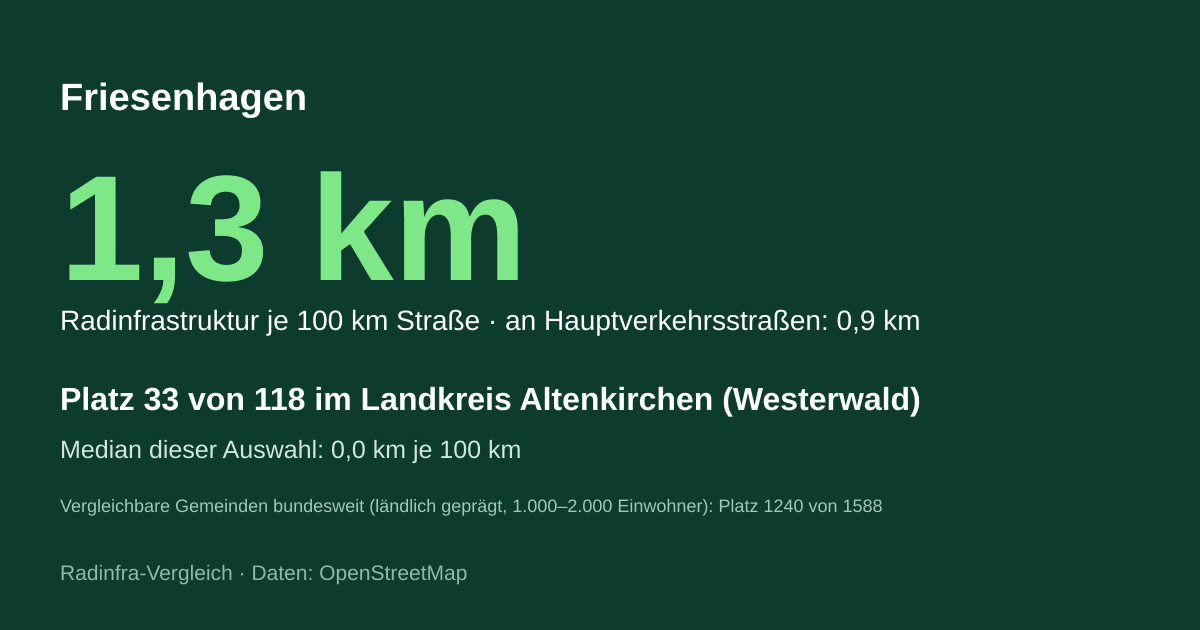 Friesenhagen
1,3 km
Radinfrastruktur je 100 km Straße · an Hauptverkehrsstraßen: 0,9 km
Platz 33 von 118 im Landkreis Altenkirchen (Westerwald)
Median dieser Auswahl: 0,0 km je 100 km
Vergleichbare Gemeinden bundesweit (ländlich geprägt, 1.000–2.000 Einwohner): Platz 1240 von 1588
Radinfra-Vergleich · Daten: OpenStreetMap